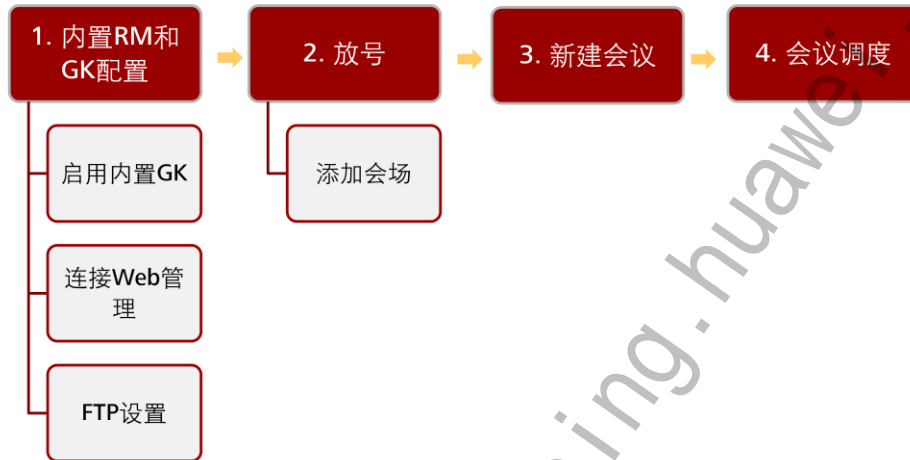 1. 内置RM和
GK配置
2. 放号
3. 新建会议
4. 会议调度
启用内置GK
添加会场
连接Web管
理
FTP设置
ing.huawei